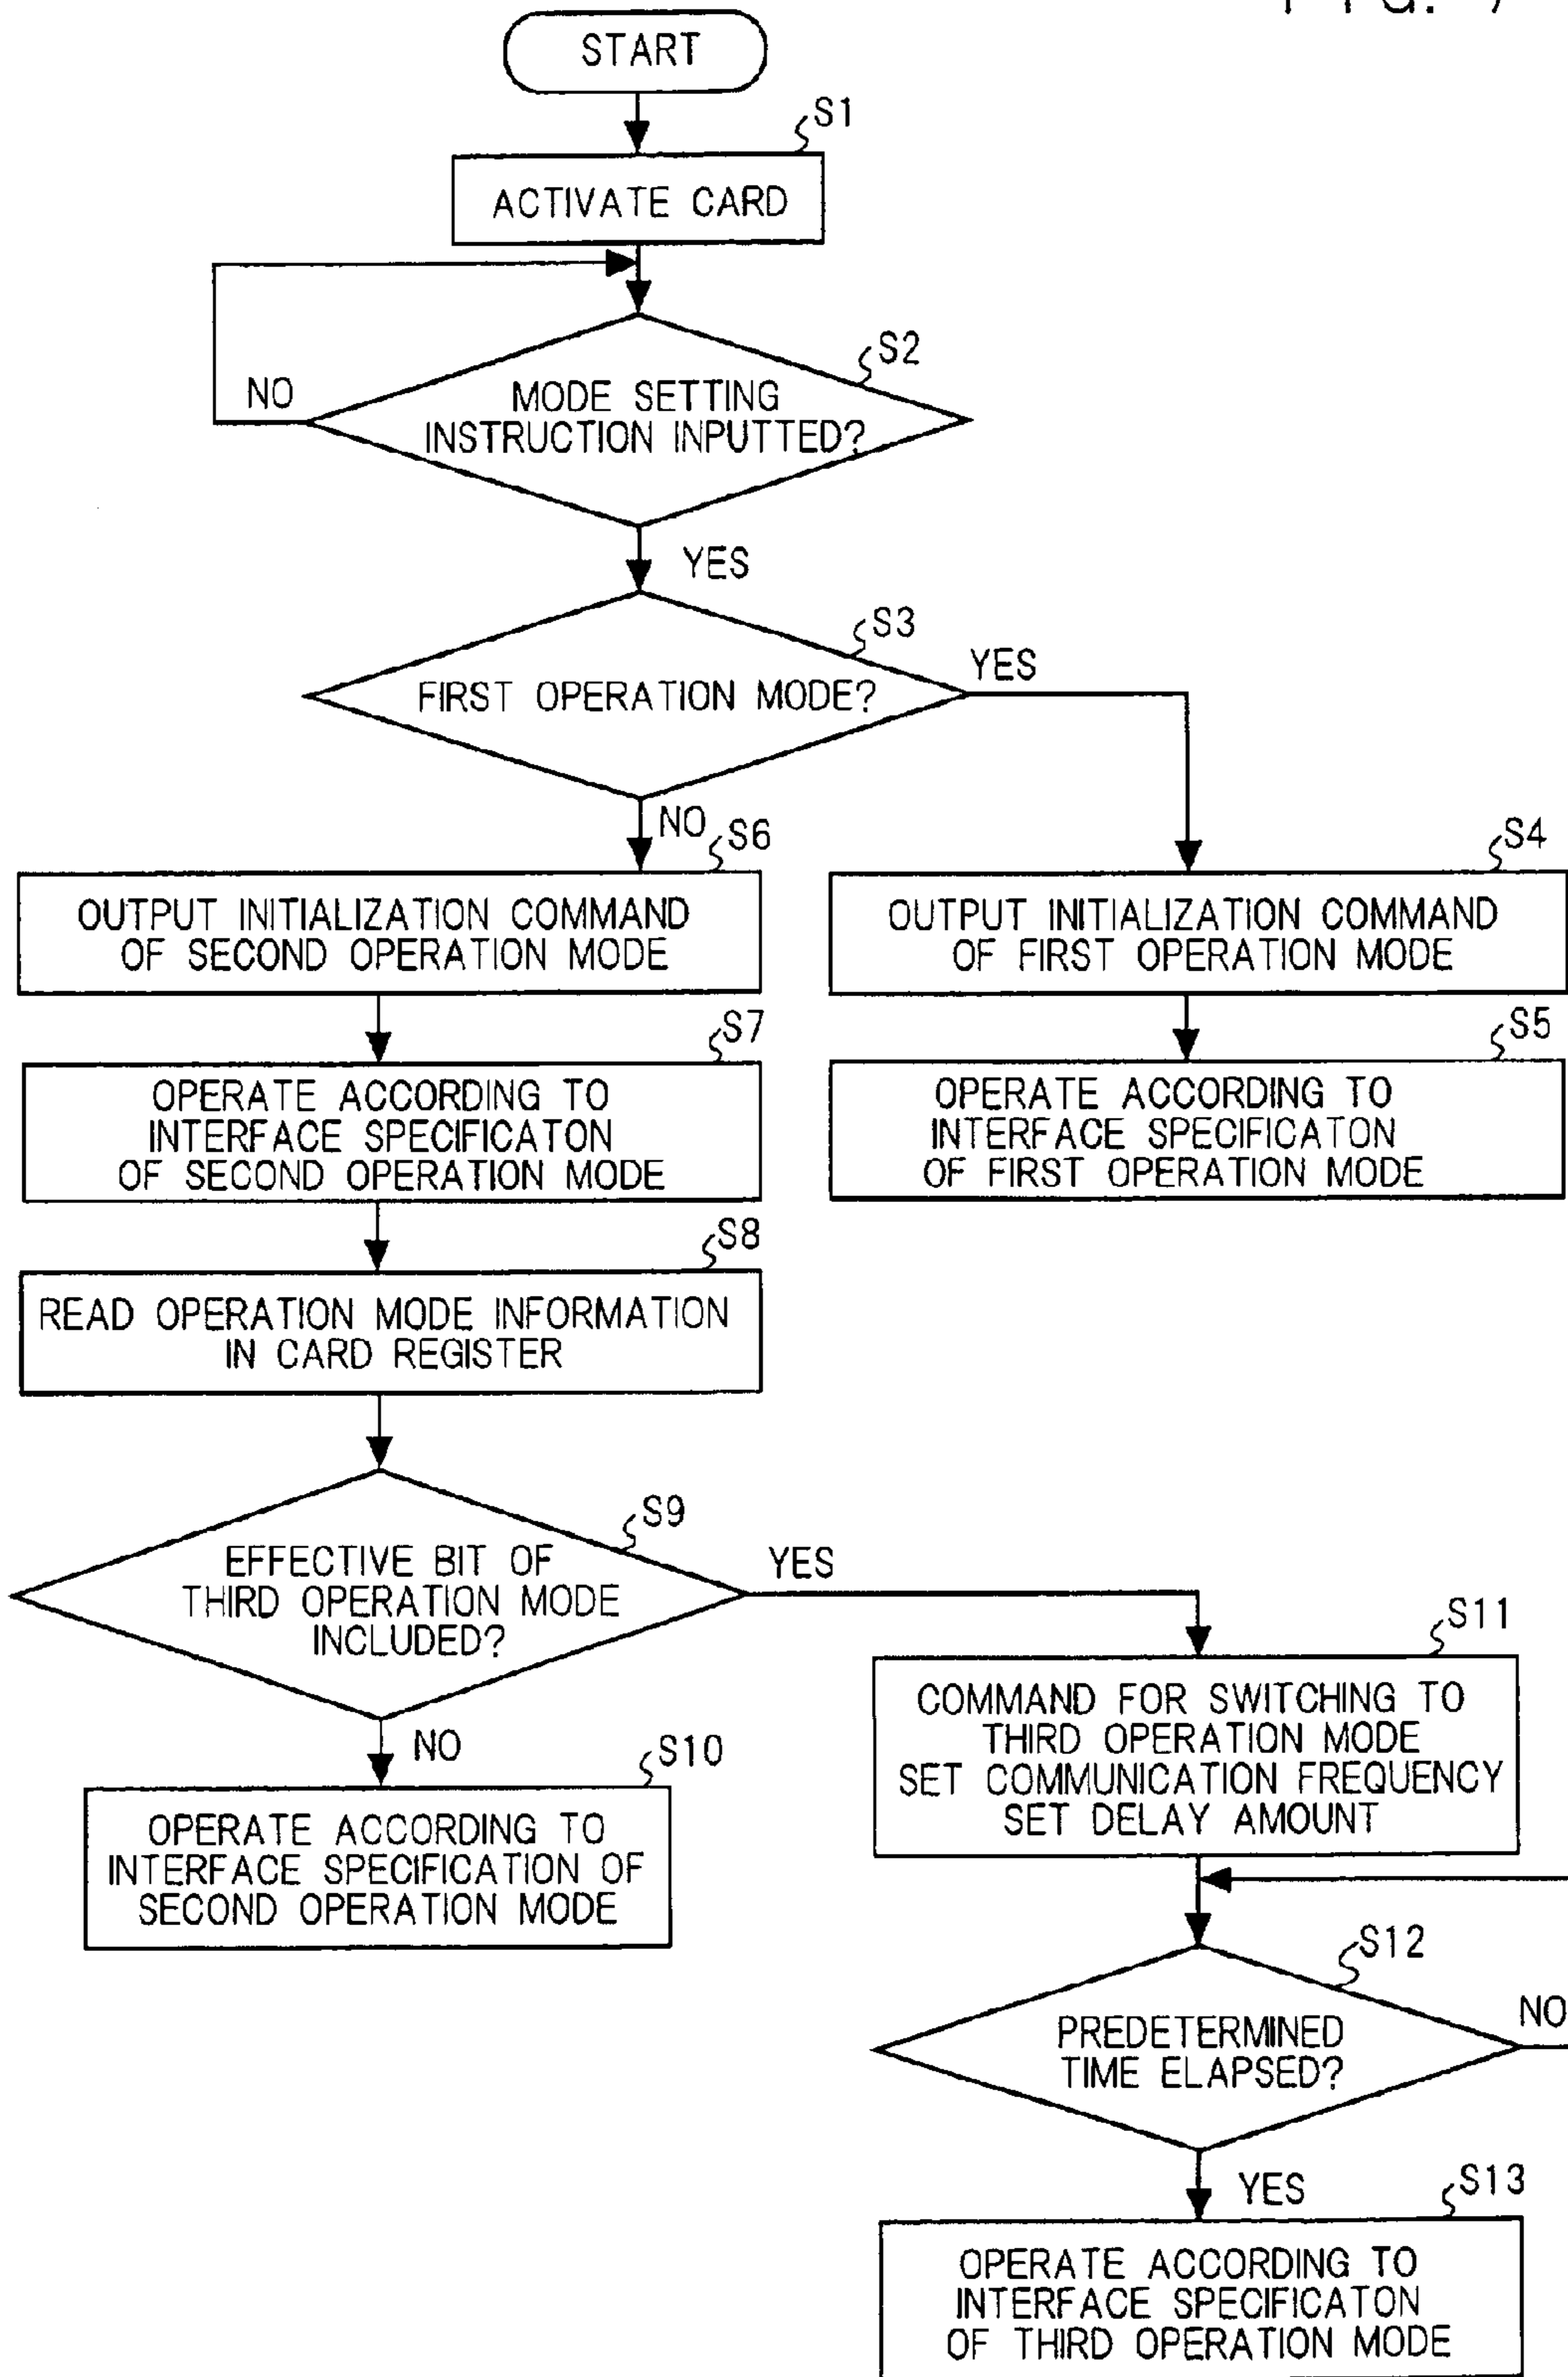 START
S1
ACTIVATE CARD
S2
NO
MODE SETTING
INSTRUCTION INPUTTED?
YES
S3
YES
FIRST OPERATION MODE?
NO
S6
OUTPUT INITIALIZATION COMMAND
OF SECOND OPERATION MODE
S4
OUTPUT INITIALIZATION COMMAND
OF FIRST OPERATION MODE
S7
OPERATE ACCORDING TO
INTERFACE SPECIFICATON
OF SECOND OPERATION MODE
S5
OPERATE ACCORDING TO
INTERFACE SPECIFICATON
OF FIRST OPERATION MODE
S8
READ OPERATION MODE INFORMATION
IN CARD REGISTER
S9
EFFECTIVE BIT OF
THIRD OPERATION MODE
INCLUDED?
YES
NO
S10
OPERATE ACCORDING TO
INTERFACE SPECIFICATION OF
SECOND OPERATION MODE
S11
COMMAND FOR SWITCHING TO
THIRD OPERATION MODE
SET COMMUNICATION FREQUENCY
SET DELAY AMOUNT
S12
NO
PREDETERMINED
TIME ELAPSED?
YES
S13
OPERATE ACCORDING TO
INTERFACE SPECIFICATON
OF THIRD OPERATION MODE